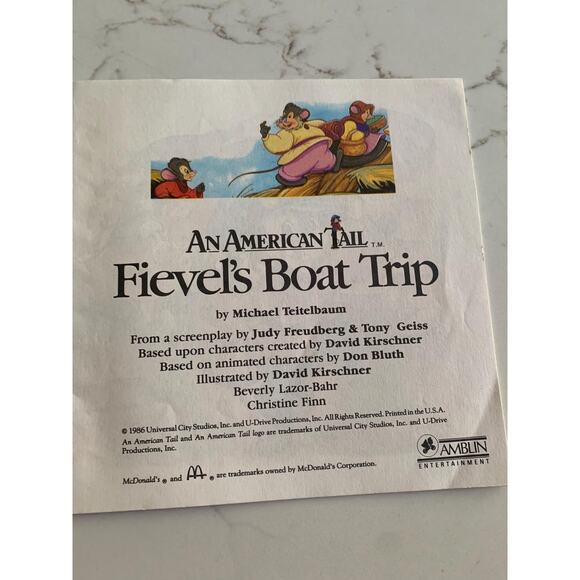 AN AMERICAN TAIL T.M.
Fievel's Boat Trip
by Michael Teitelbaum
From a screenplay by Judy Freudberg & Tony Geiss
Based upon characters created by David Kirschner
Based on animated characters by Don Bluth
Illustrated by David Kirschner
Beverly Lazor-Bahr
Christine Finn
© 1986 Universal City Studios, Inc. and U-Drive Productions, Inc. All Rights Reserved. Printed in the U.S.A.
An American Tail and An American Tail logo are trademarks of Universal City Studios, Inc. and U-Drive
Productions, Inc.
AMBLIN
ENTERTAINMENT
McDonald's ® and M ® are trademarks owned by McDonald's Corporation.